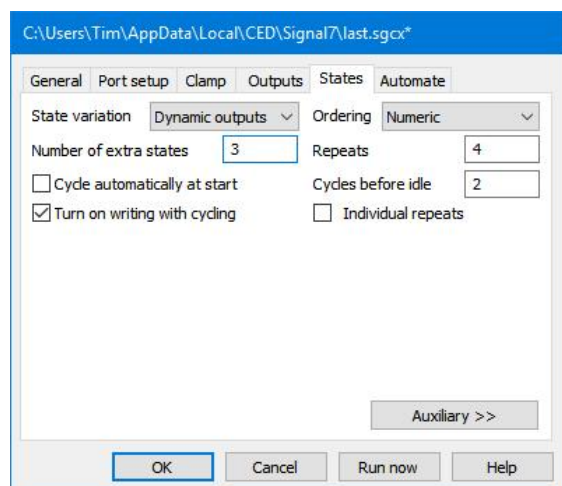 C:\Users\Tim\AppData\Local\CED\Signal7\last.sgcx*
General Port setup Clamp Outputs States Automate
State variation Dynamic outputs Ordering Numeric
Number of extra states 3 Repeats 4
Cycle automatically at start Cycles before idle 2
Turn on writing with cycling Individual repeats
Auxiliary >>
OK Cancel Run now Help